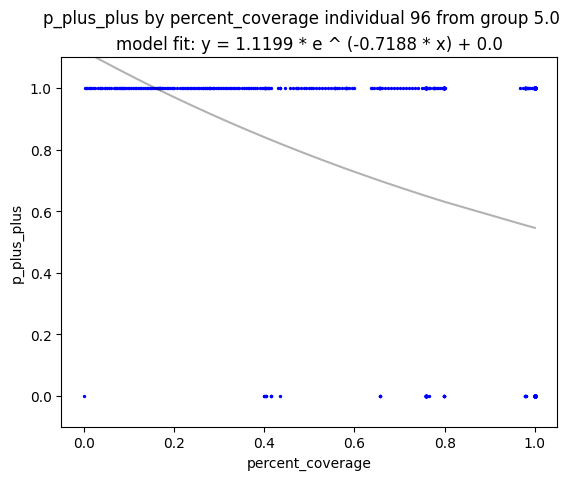 p_plus_plus by percent_coverage individual 96 from group 5.0
model fit: y = 1.1199 * e ^ (-0.7188 * x) + 0.0
p_plus_plus
1.0
0.8
0.6
0.4
0.2
0.0
0.0 0.2 0.4 0.6 0.8 1.0
percent_coverage